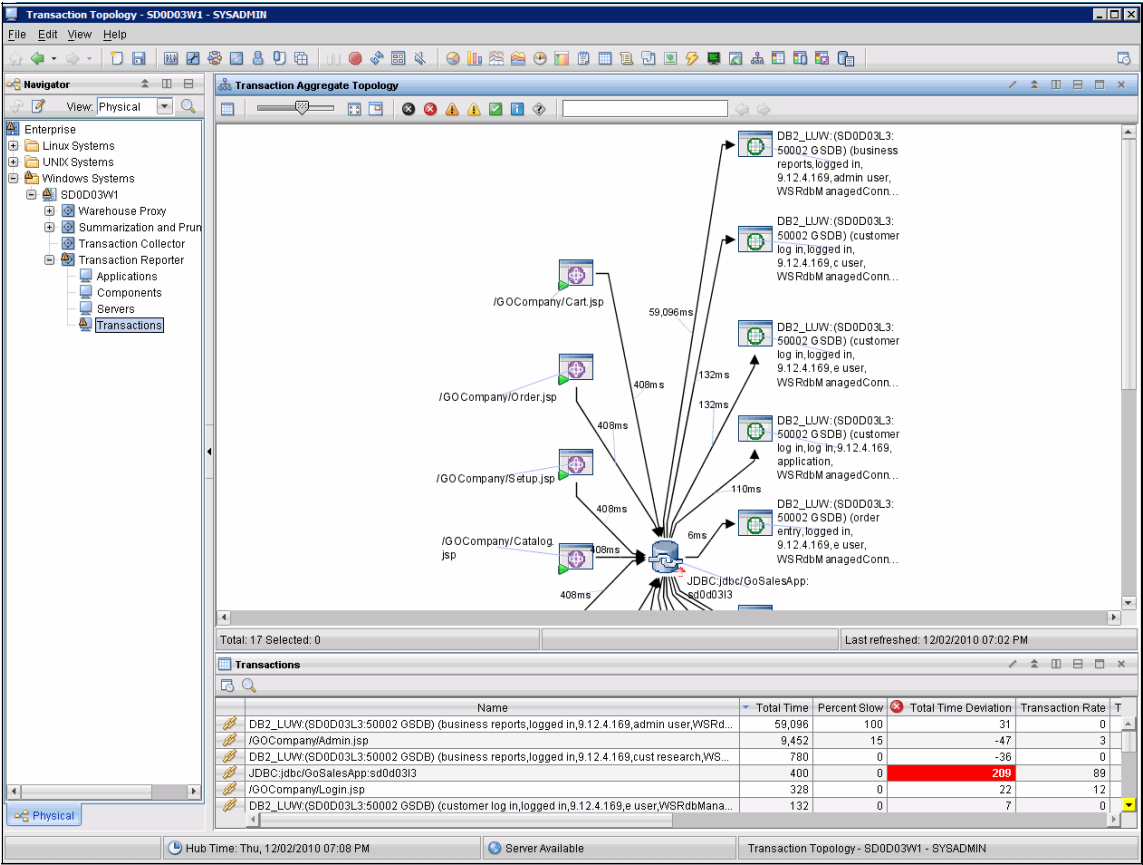 Transaction Topology - SD0D03W1 - SYSADMIN
File Edit View Help
Navigator
View: Physical
Enterprise
Linux Systems
UNIX Systems
Windows Systems
SD0D03W1
Warehouse Proxy
Summarization and Prun
Transaction Collector
Transaction Reporter
Applications
Components
Servers
Transactions
Physical
Transaction Aggregate Topology
DB2_LUW:(SD0D03L3:
50002 GSDB) (business
reports,logged in,
9.12.4.169,admin user,
WSRdbManagedConn...
DB2_LUW:(SD0D03L3:
50002 GSDB) (customer
log in,logged in,
9.12.4.169,c user,
WSRdbManagedConn...
/GOCompany/Cart.jsp
59,096ms
DB2_LUW:(SD0D03L3:
50002 GSDB) (customer
log in,logged in,
9.12.4.169,e user,
WSRdbManagedConn...
132ms
408ms
/GOCompany/Order.jsp
132ms
408ms
DB2_LUW:(SD0D03L3:
50002 GSDB) (customer
log in,log in,9.12.4.169,
application,
WSRdbManagedConn...
/GOCompany/Setup.jsp
110ms
408ms
DB2_LUW:(SD0D03L3:
50002 GSDB) (order
entry,logged in,
9.12.4.169,e user,
WSRdbManagedConn...
6ms
/GOCompany/Catalog.
jsp
408ms
JDBC:jdbc/GoSalesApp:
sd0d03l3
408ms
Total: 17 Selected: 0
Last refreshed: 12/02/2010 07:02 PM
Transactions
Name Total Time Percent Slow Total Time Deviation Transaction Rate T
DB2_LUW:(SD0D03L3:50002 GSDB) (business reports,logged in,9.12.4.169,admin user,WSRd... 59,096 100 31 0
/GOCompany/Admin.jsp 9,452 15 -47 3
DB2_LUW:(SD0D03L3:50002 GSDB) (business reports,logged in,9.12.4.169,cust research,WS... 780 0 -36 0
JDBC:jdbc/GoSalesApp:sd0d03l3 400 0 209 89
/GOCompany/Login.jsp 328 0 22 12
DB2_LUW:(SD0D03L3:50002 GSDB) (customer log in,logged in,9.12.4.169,e user,WSRdbMana... 132 0 7 0
Hub Time: Thu, 12/02/2010 07:08 PM
Server Available
Transaction Topology - SD0D03W1 - SYSADMIN